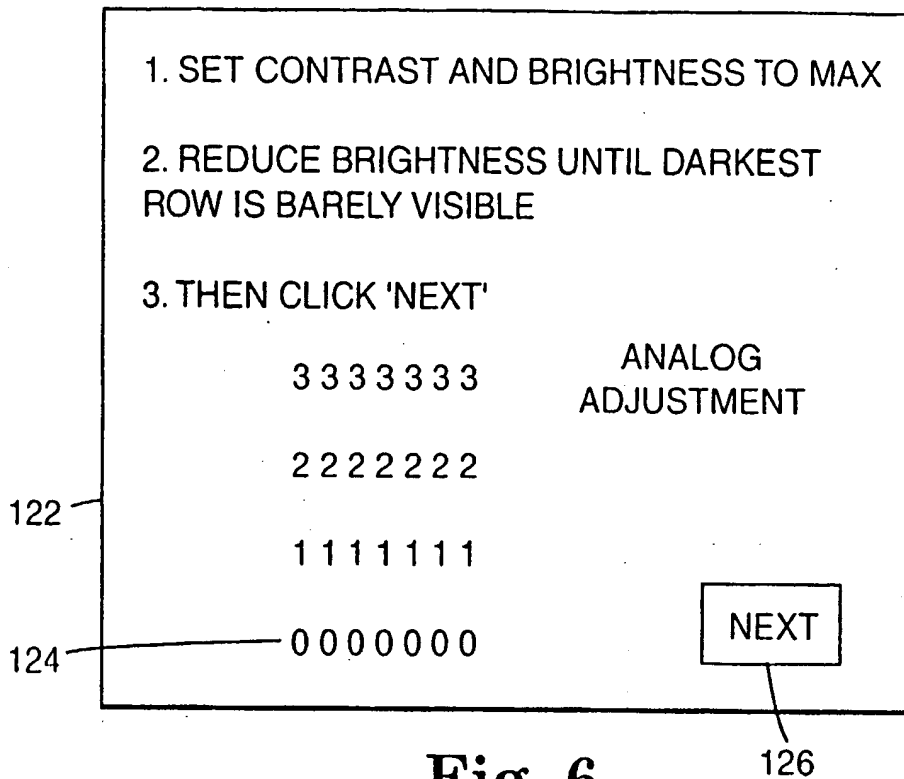 1. SET CONTRAST AND BRIGHTNESS TO MAX
2. REDUCE BRIGHTNESS UNTIL DARKEST
ROW IS BARELY VISIBLE
3. THEN CLICK 'NEXT'
3 3 3 3 3 3 3
ANALOG
ADJUSTMENT
2 2 2 2 2 2 2
122
1 1 1 1 1 1 1
NEXT
124
0 0 0 0 0 0 0
126
Fig. 6